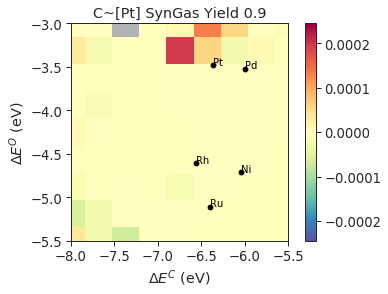 C~[Pt] SynGas Yield 0.9
−3.0
−3.5
−4.0
−4.5
−5.0
−5.5
ΔE^O (eV)
Pt
Pd
Rh
Ni
Ru
−8.0 −7.5 −7.0 −6.5 −6.0 −5.5
ΔE^C (eV)
0.0002
0.0001
0.0000
−0.0001
−0.0002